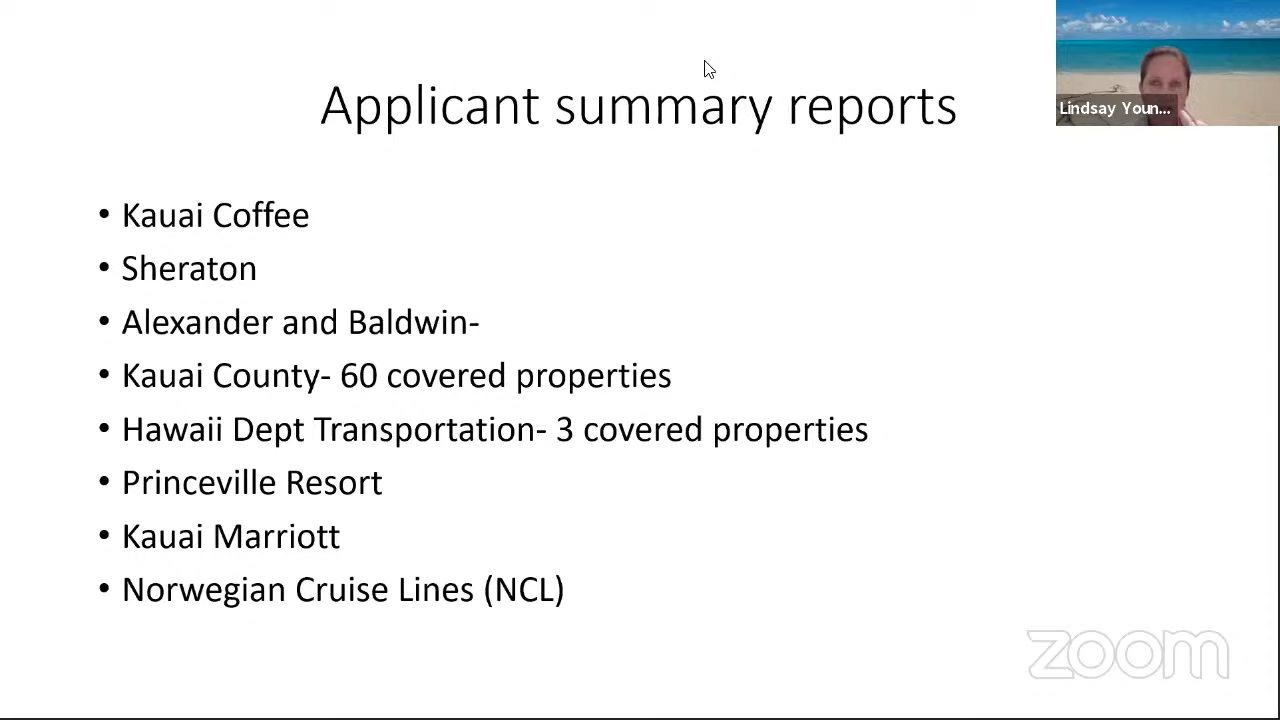 Applicant summary reports
Lindsay Youn...
• Kauai Coffee
• Sheraton
• Alexander and Baldwin-
• Kauai County- 60 covered properties
• Hawaii Dept Transportation- 3 covered properties
• Princeville Resort
• Kauai Marriott
• Norwegian Cruise Lines (NCL)
zoom